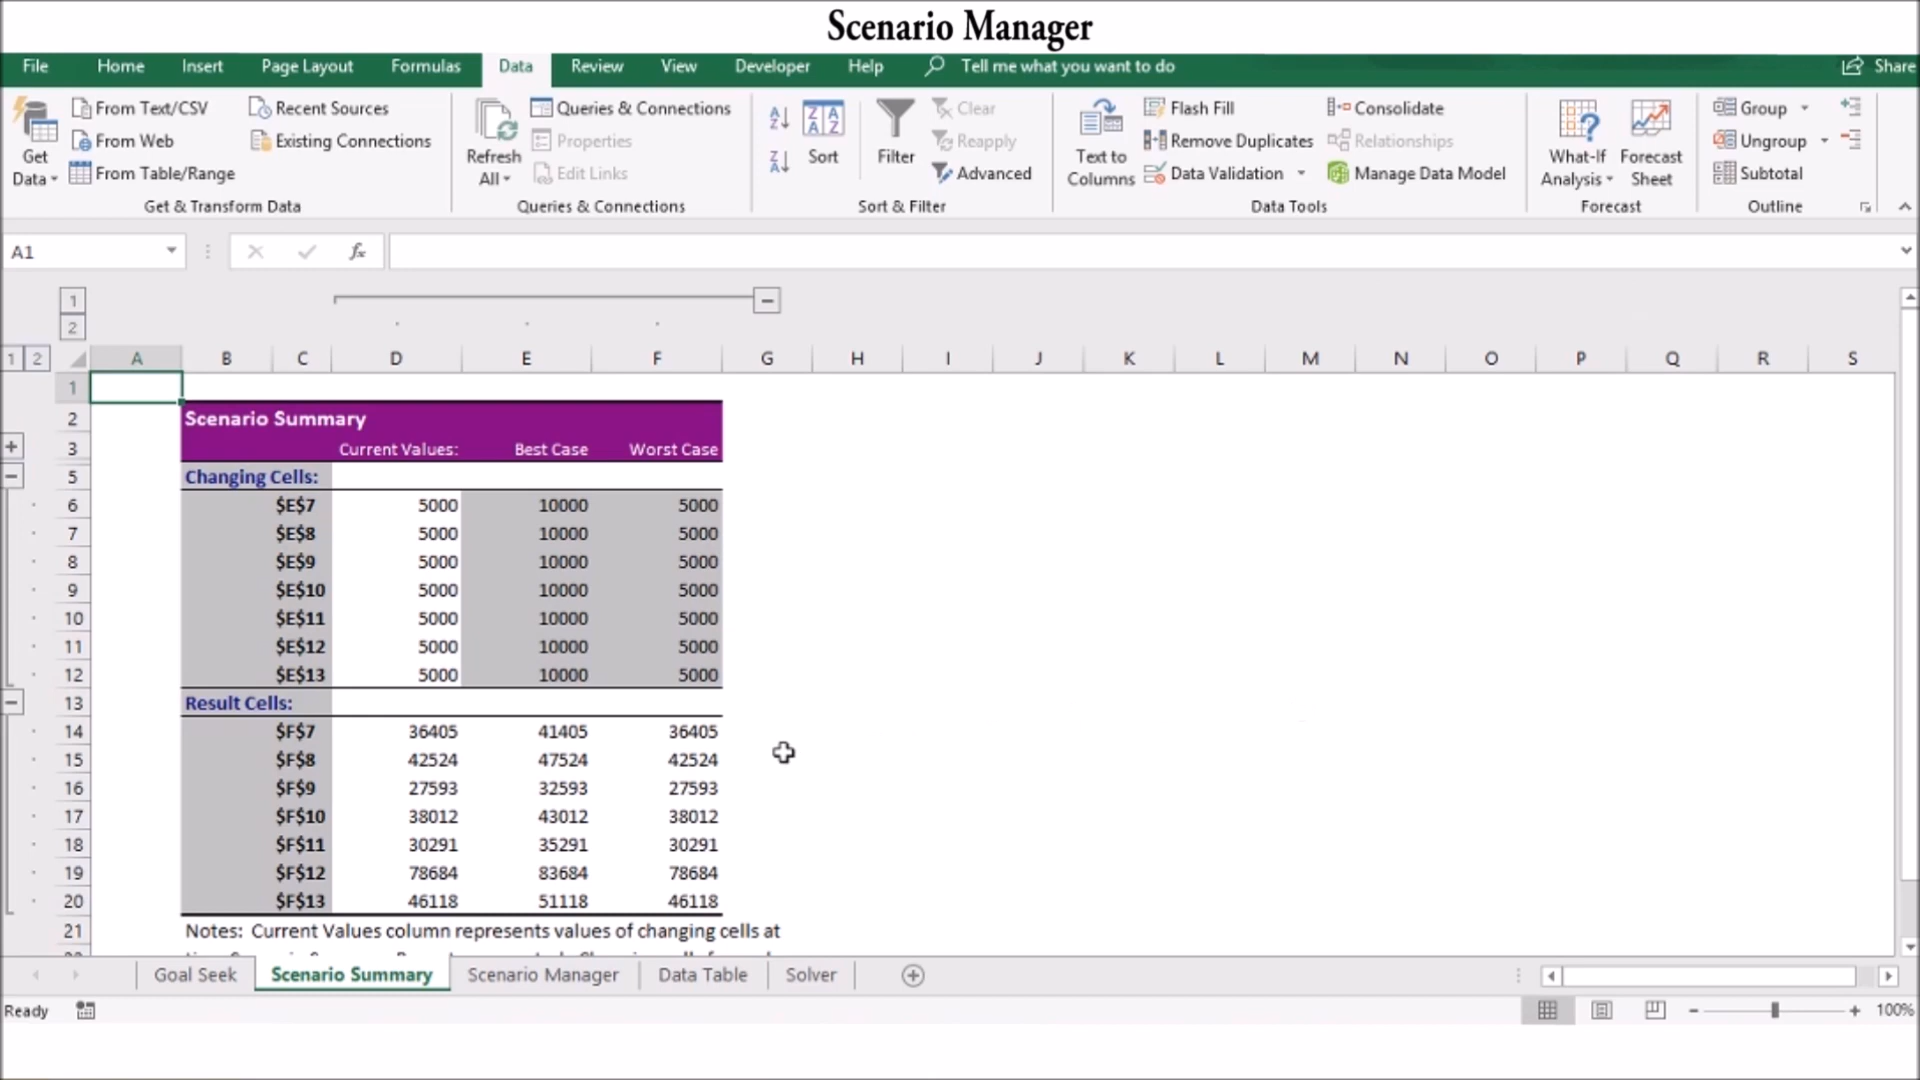 Scenario Manager
File Home Insert Page Layout Formulas Data Review View Developer Help Tell me what you want to do Share
From Text/CSV Recent Sources Queries & Connections Clear Flash Fill Consolidate Group
From Web Existing Connections Properties Reapply Remove Duplicates Relationships Ungroup
Get Data From Table/Range Refresh All Edit Links Sort Filter Advanced Text to Columns Data Validation Manage Data Model What-If Analysis Forecast Sheet Subtotal
Get & Transform Data Queries & Connections Sort & Filter Data Tools Forecast Outline
A1 fx
1
2
1 2 A B C D E F G H I J K L M N O P Q R S
1
2 Scenario Summary
3 Current Values: Best Case Worst Case
5 Changing Cells:
6 $E$7 5000 10000 5000
7 $E$8 5000 10000 5000
8 $E$9 5000 10000 5000
9 $E$10 5000 10000 5000
10 $E$11 5000 10000 5000
11 $E$12 5000 10000 5000
12 $E$13 5000 10000 5000
13 Result Cells:
14 $F$7 36405 41405 36405
15 $F$8 42524 47524 42524
16 $F$9 27593 32593 27593
17 $F$10 38012 43012 38012
18 $F$11 30291 35291 30291
19 $F$12 78684 83684 78684
20 $F$13 46118 51118 46118
21 Notes: Current Values column represents values of changing cells at
Goal Seek Scenario Summary Scenario Manager Data Table Solver
Ready 100%